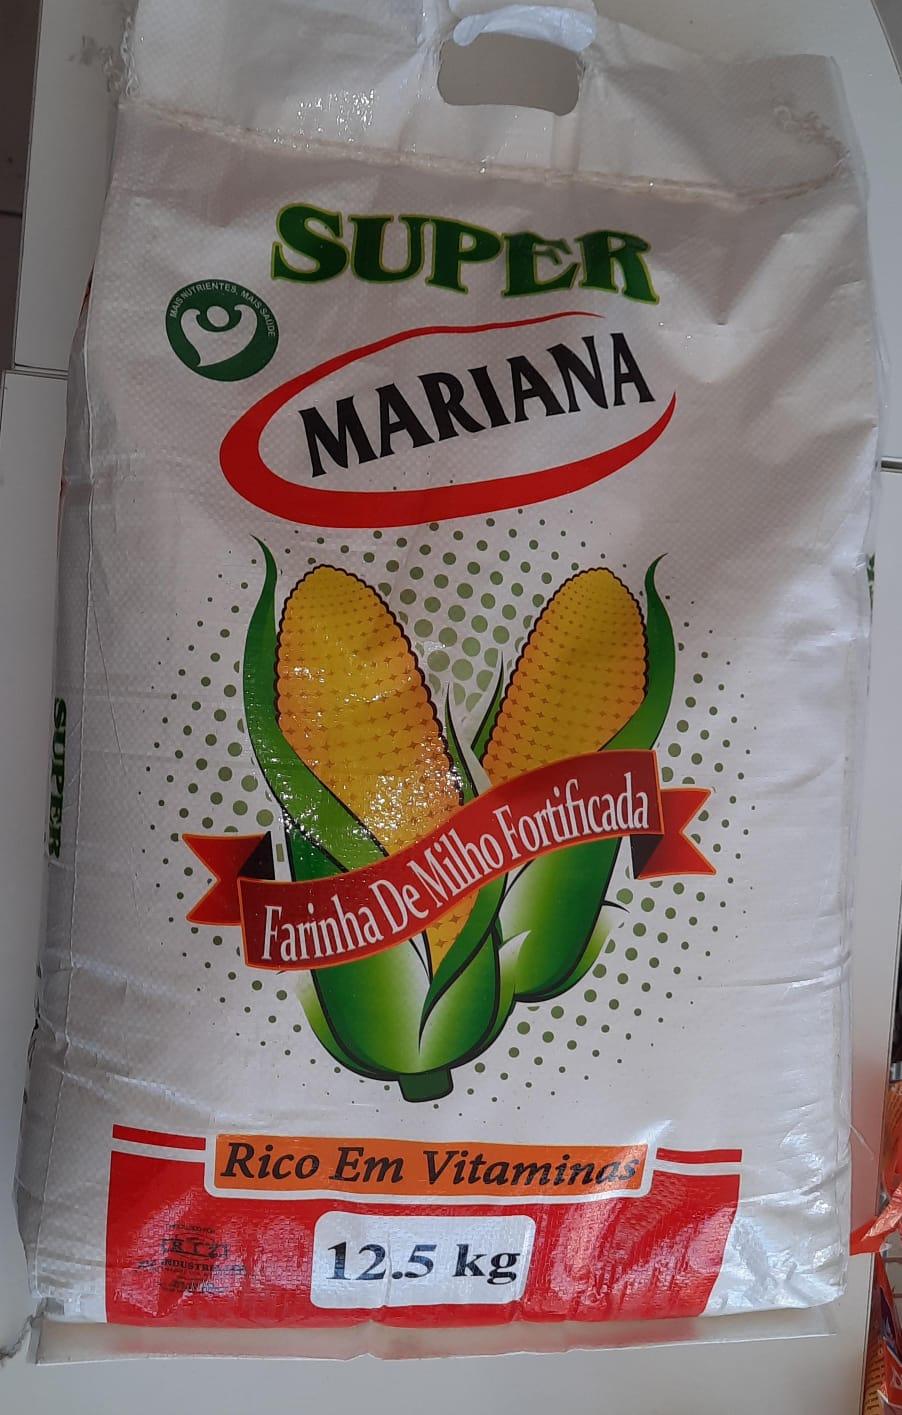 SUPER
MAIS NUTRIENTES, MAIS SAÚDE
MARIANA
SUPER
Farinha De Milho Fortificada
Rico Em Vitaminas
12.5 kg